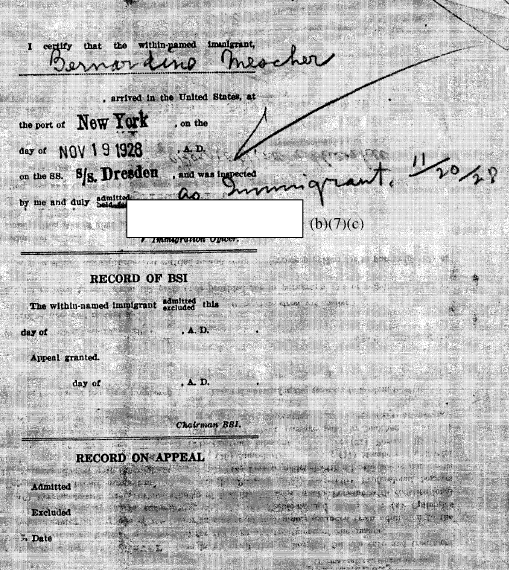 I certify that the within-named immigrant,
Bernardino Mescher
, arrived in the United States, at
the port of New York , on the
day of NOV 19 1928 , A. D.
on the SS. S/S. Dresden , and was inspected
by me and duly admitted as Immigrant. 11/20/28
(b)(7)(c)
Immigration Officer.
RECORD OF BSI
The within-named immigrant admitted excluded this
day of , A. D.
Appeal granted.
day of , A. D.
Chairman BSI.
RECORD ON APPEAL
Admitted
Excluded
Date